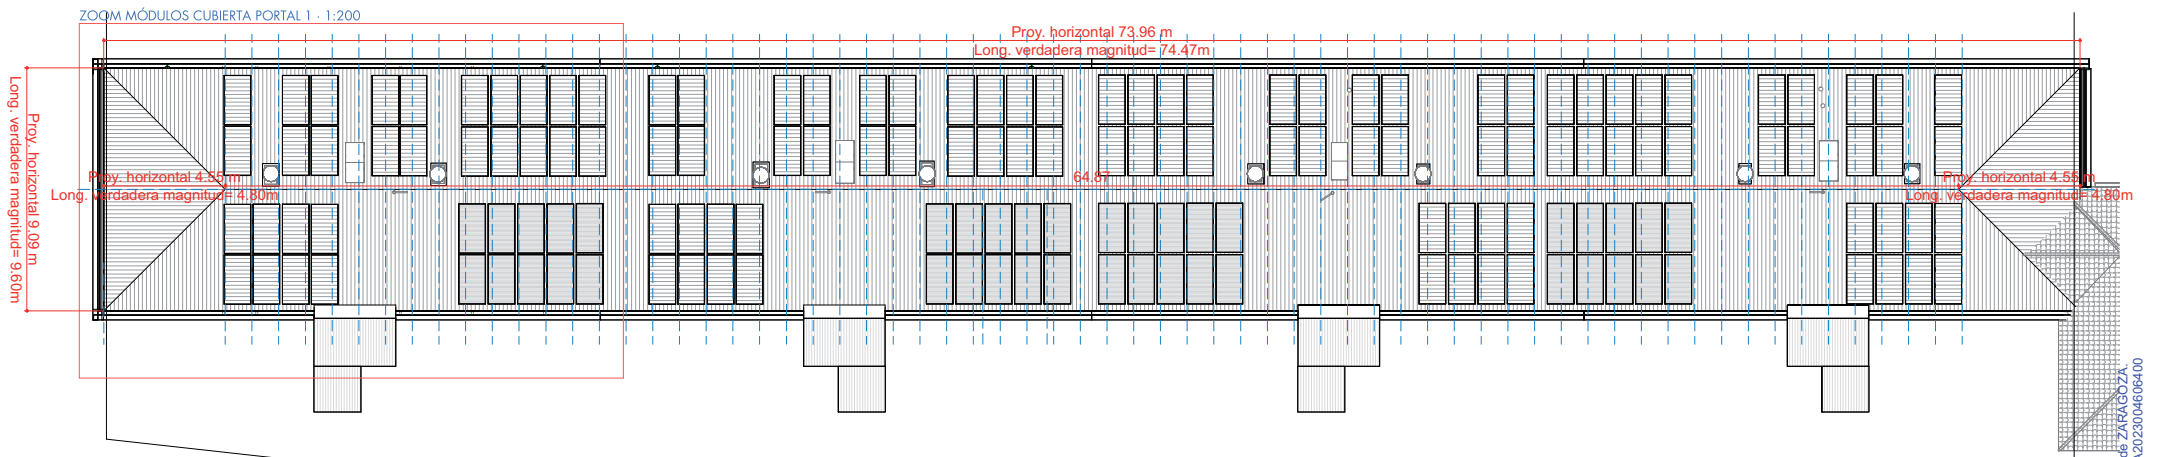 ZOOM MÓDULOS CUBIERTA PORTAL 1 · 1:200
Proy. horizontal 73.96 m
Long. verdadera magnitud= 74.47m
Proy. horizontal 9.09 m
Long. verdadera magnitud= 9.60m
Proy. horizontal 4.55 m
Long. verdadera magnitud= 4.80m
64.87
Proy. horizontal 4.55 m
Long. verdadera magnitud= 4.80m
de ZARAGOZA.
A2023004606400